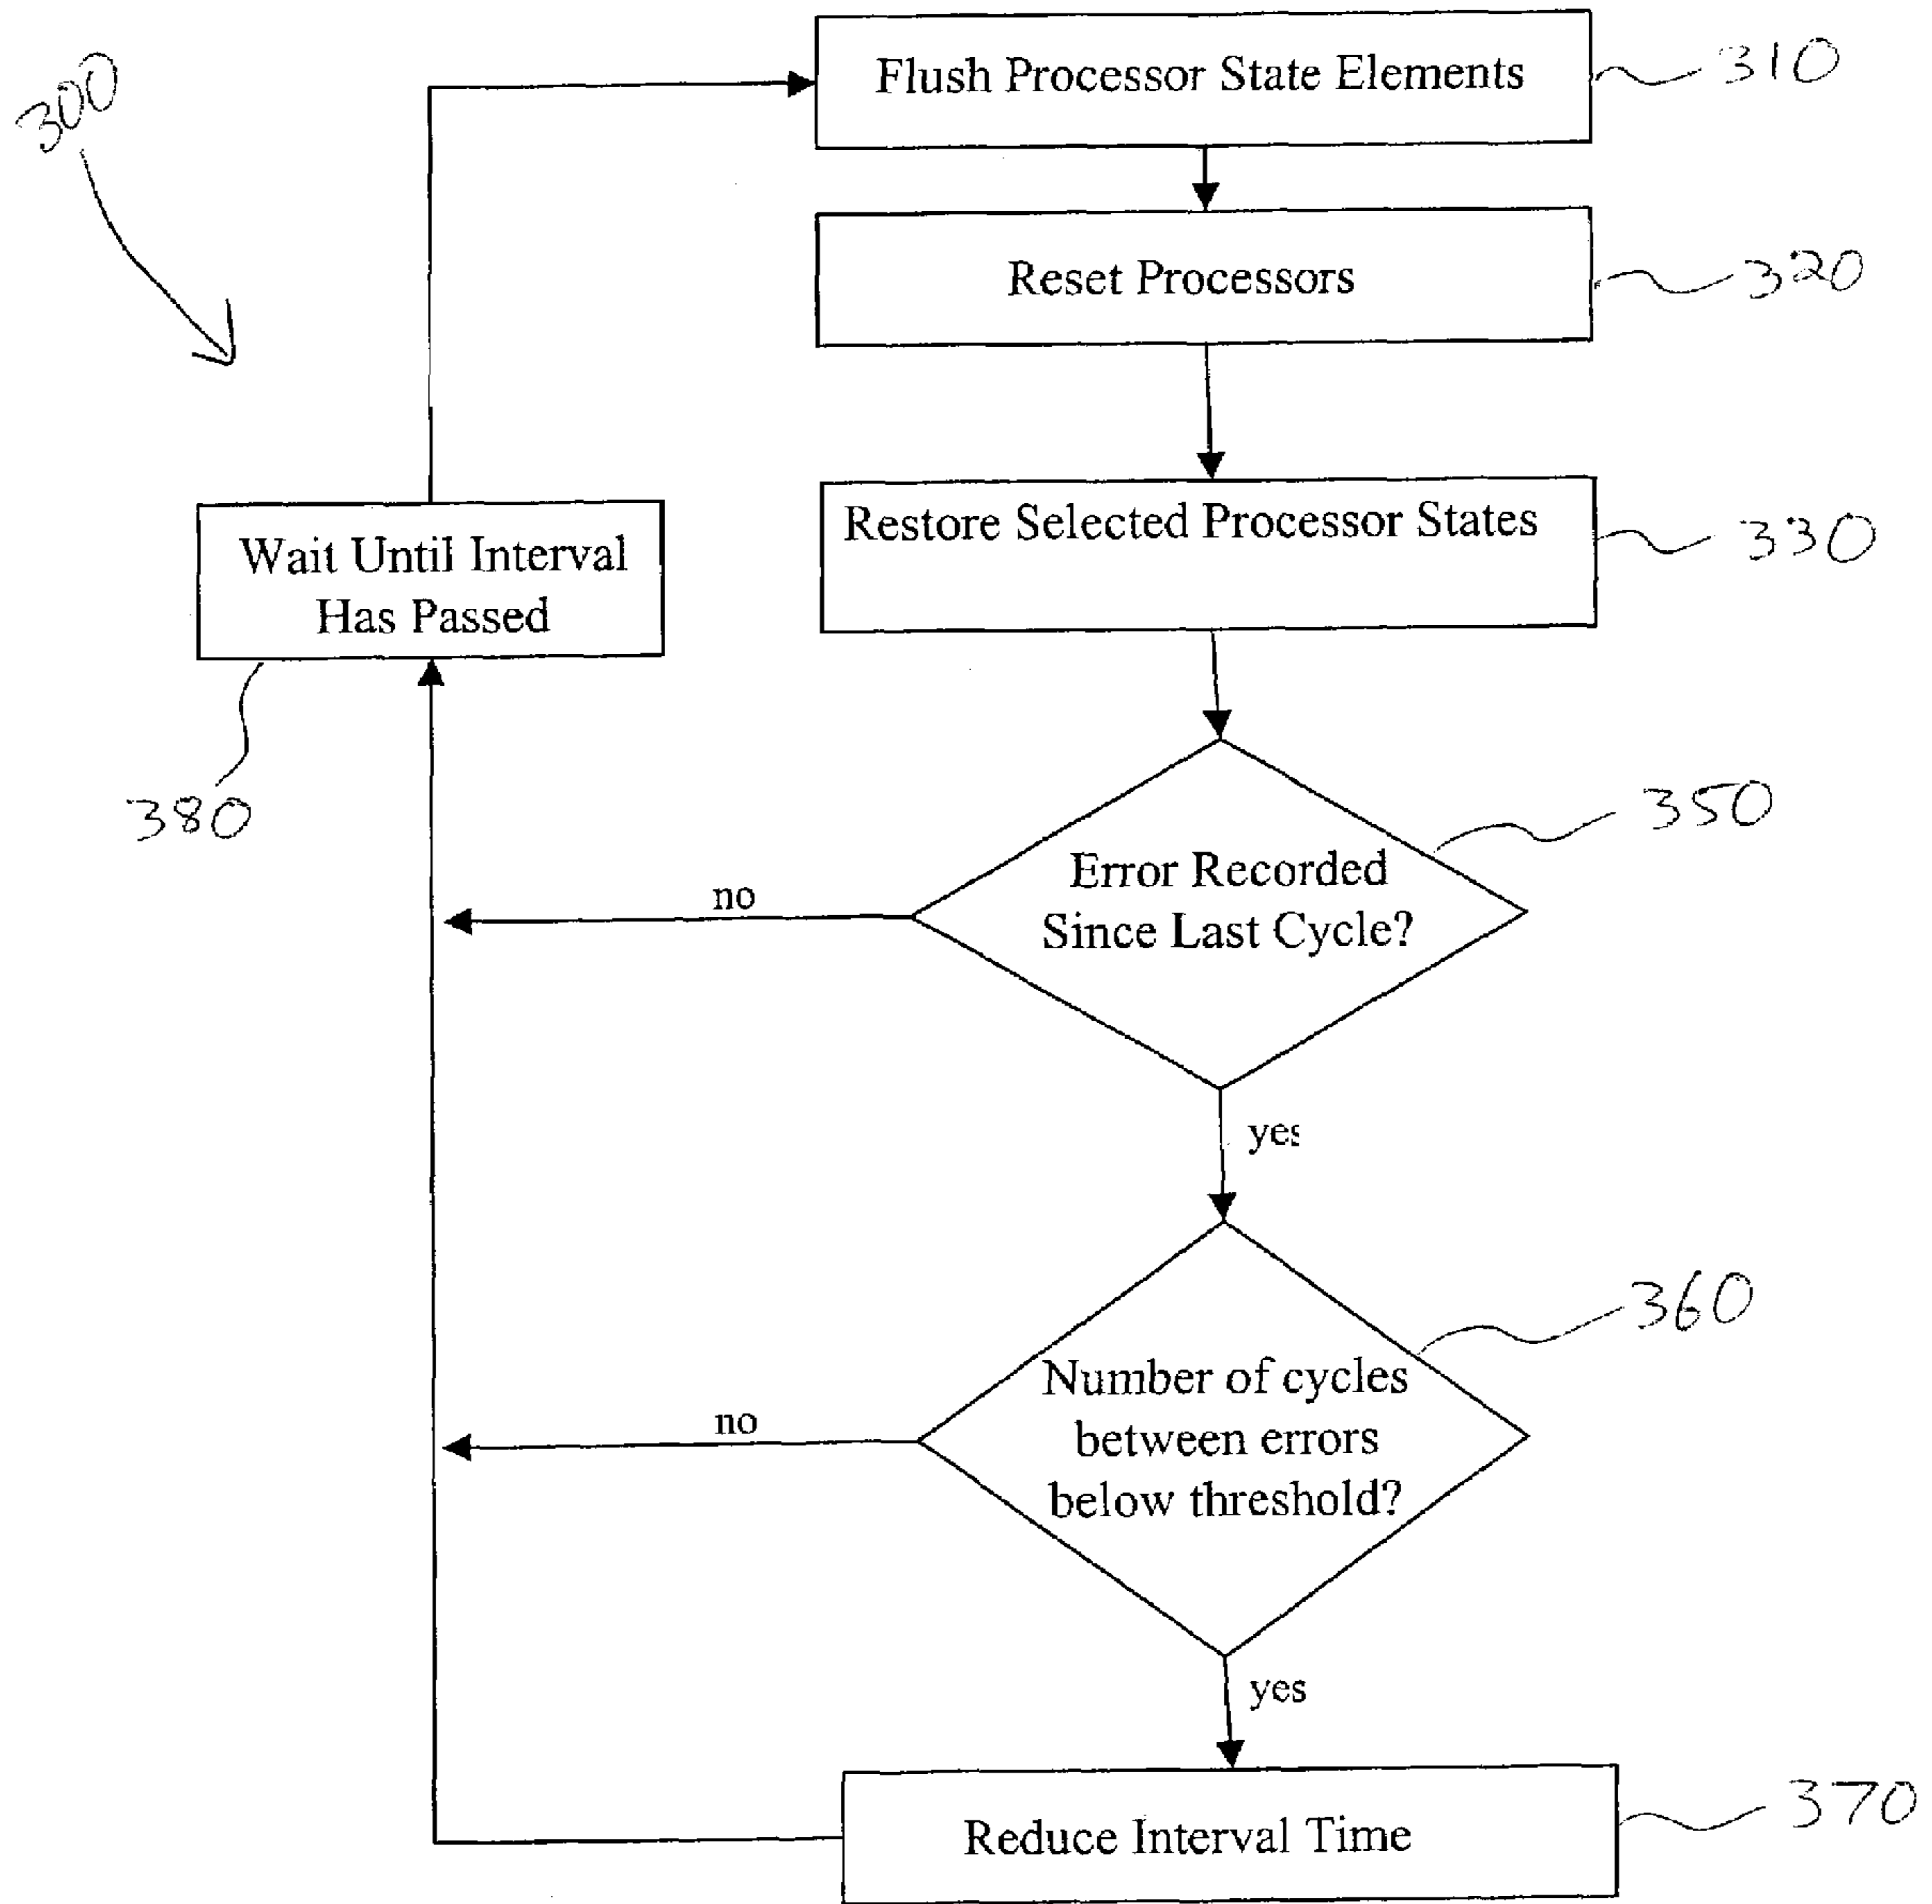 300
Flush Processor State Elements
310
Reset Processors
320
Restore Selected Processor States
330
Wait Until Interval
Has Passed
380
Error Recorded
Since Last Cycle?
350
no
yes
Number of cycles
between errors
below threshold?
360
no
yes
Reduce Interval Time
370